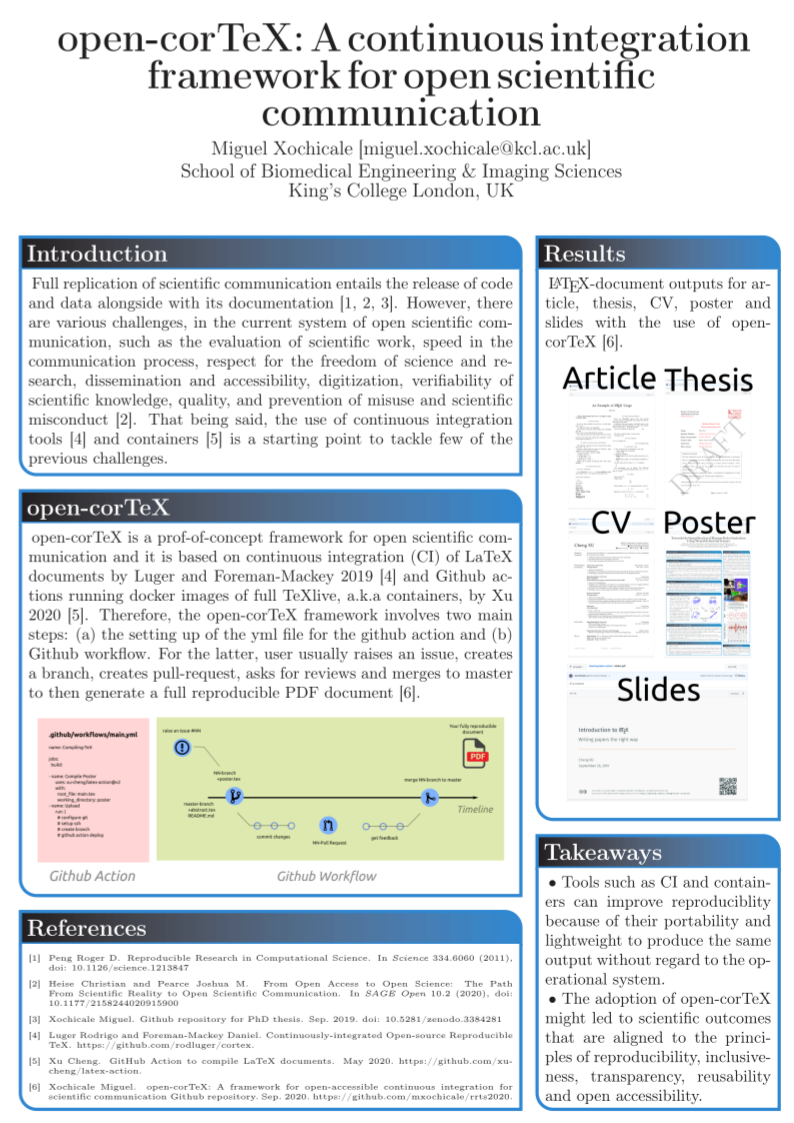 open-corTeX: A continuous integration
framework for open scientific
communication
Miguel Xochicale [miguel.xochicale@kcl.ac.uk]
School of Biomedical Engineering & Imaging Sciences
King's College London, UK
Introduction
Full replication of scientific communication entails the release of code
and data alongside with its documentation [1, 2, 3]. However, there
are various challenges, in the current system of open scientific com-
munication, such as the evaluation of scientific work, speed in the
communication process, respect for the freedom of science and re-
search, dissemination and accessibility, digitization, verifiability of
scientific knowledge, quality, and prevention of misuse and scientific
misconduct [2]. That being said, the use of continuous integration
tools [4] and containers [5] is a starting point to tackle few of the
previous challenges.
open-corTeX
open-corTeX is a prof-of-concept framework for open scientific com-
munication and it is based on continuous integration (CI) of LaTeX
documents by Luger and Foreman-Mackey 2019 [4] and Github ac-
tions running docker images of full TeXlive, a.k.a containers, by Xu
2020 [5]. Therefore, the open-corTeX framework involves two main
steps: (a) the setting up of the yml file for the github action and (b)
Github workflow. For the latter, user usually raises an issue, creates
a branch, creates pull-request, asks for reviews and merges to master
to then generate a full reproducible PDF document [6].
.github/workflows/main.yml
name: Compiling TeX
jobs:
build:
- name: Compile Poster
uses: xu-cheng/latex-action@v2
with:
root_file: main.tex
working_directory: poster
- name: Upload
run: |
# configure git
# setup ssh
# create branch
# github action deploy
Github Action
raise an issue #NN
NN-branch
+poster.tex
master-branch
+abstract.tex
README.md
commit changes
NN-Pull Request
get feedback
merge NN-branch to master
Your fully reproducible
document
PDF
Timeline
Github Workflow
References
[1] Peng Roger D. Reproducible Research in Computational Science. In Science 334.6060 (2011),
doi: 10.1126/science.1213847
[2] Heise Christian and Pearce Joshua M. From Open Access to Open Science: The Path
From Scientific Reality to Open Scientific Communication. In SAGE Open 10.2 (2020), doi:
10.1177/2158244020915900
[3] Xochicale Miguel. Github repository for PhD thesis. Sep. 2019. doi: 10.5281/zenodo.3384281
[4] Luger Rodrigo and Foreman-Mackey Daniel. Continuously-integrated Open-source Reproducible
TeX. https://github.com/rodluger/cortex.
[5] Xu Cheng. GitHub Action to compile LaTeX documents. May 2020. https://github.com/xu-
cheng/latex-action.
[6] Xochicale Miguel. open-corTeX: A framework for open-accessible continuous integration for
scientific communication Github repository. Sep. 2020. https://github.com/mxochicale/rrts2020.
Results
LATEX-document outputs for ar-
ticle, thesis, CV, poster and
slides with the use of open-
corTeX [6].
Article Thesis
DRAFT
CV Poster
Cheng XU
Slides
Introduction to LATEX
Writing papers the right way
Takeaways
• Tools such as CI and contain-
ers can improve reproduciblity
because of their portability and
lightweight to produce the same
output without regard to the op-
erational system.
• The adoption of open-corTeX
might led to scientific outcomes
that are aligned to the princi-
ples of reproducibility, inclusive-
ness, transparency, reusability
and open accessibility.